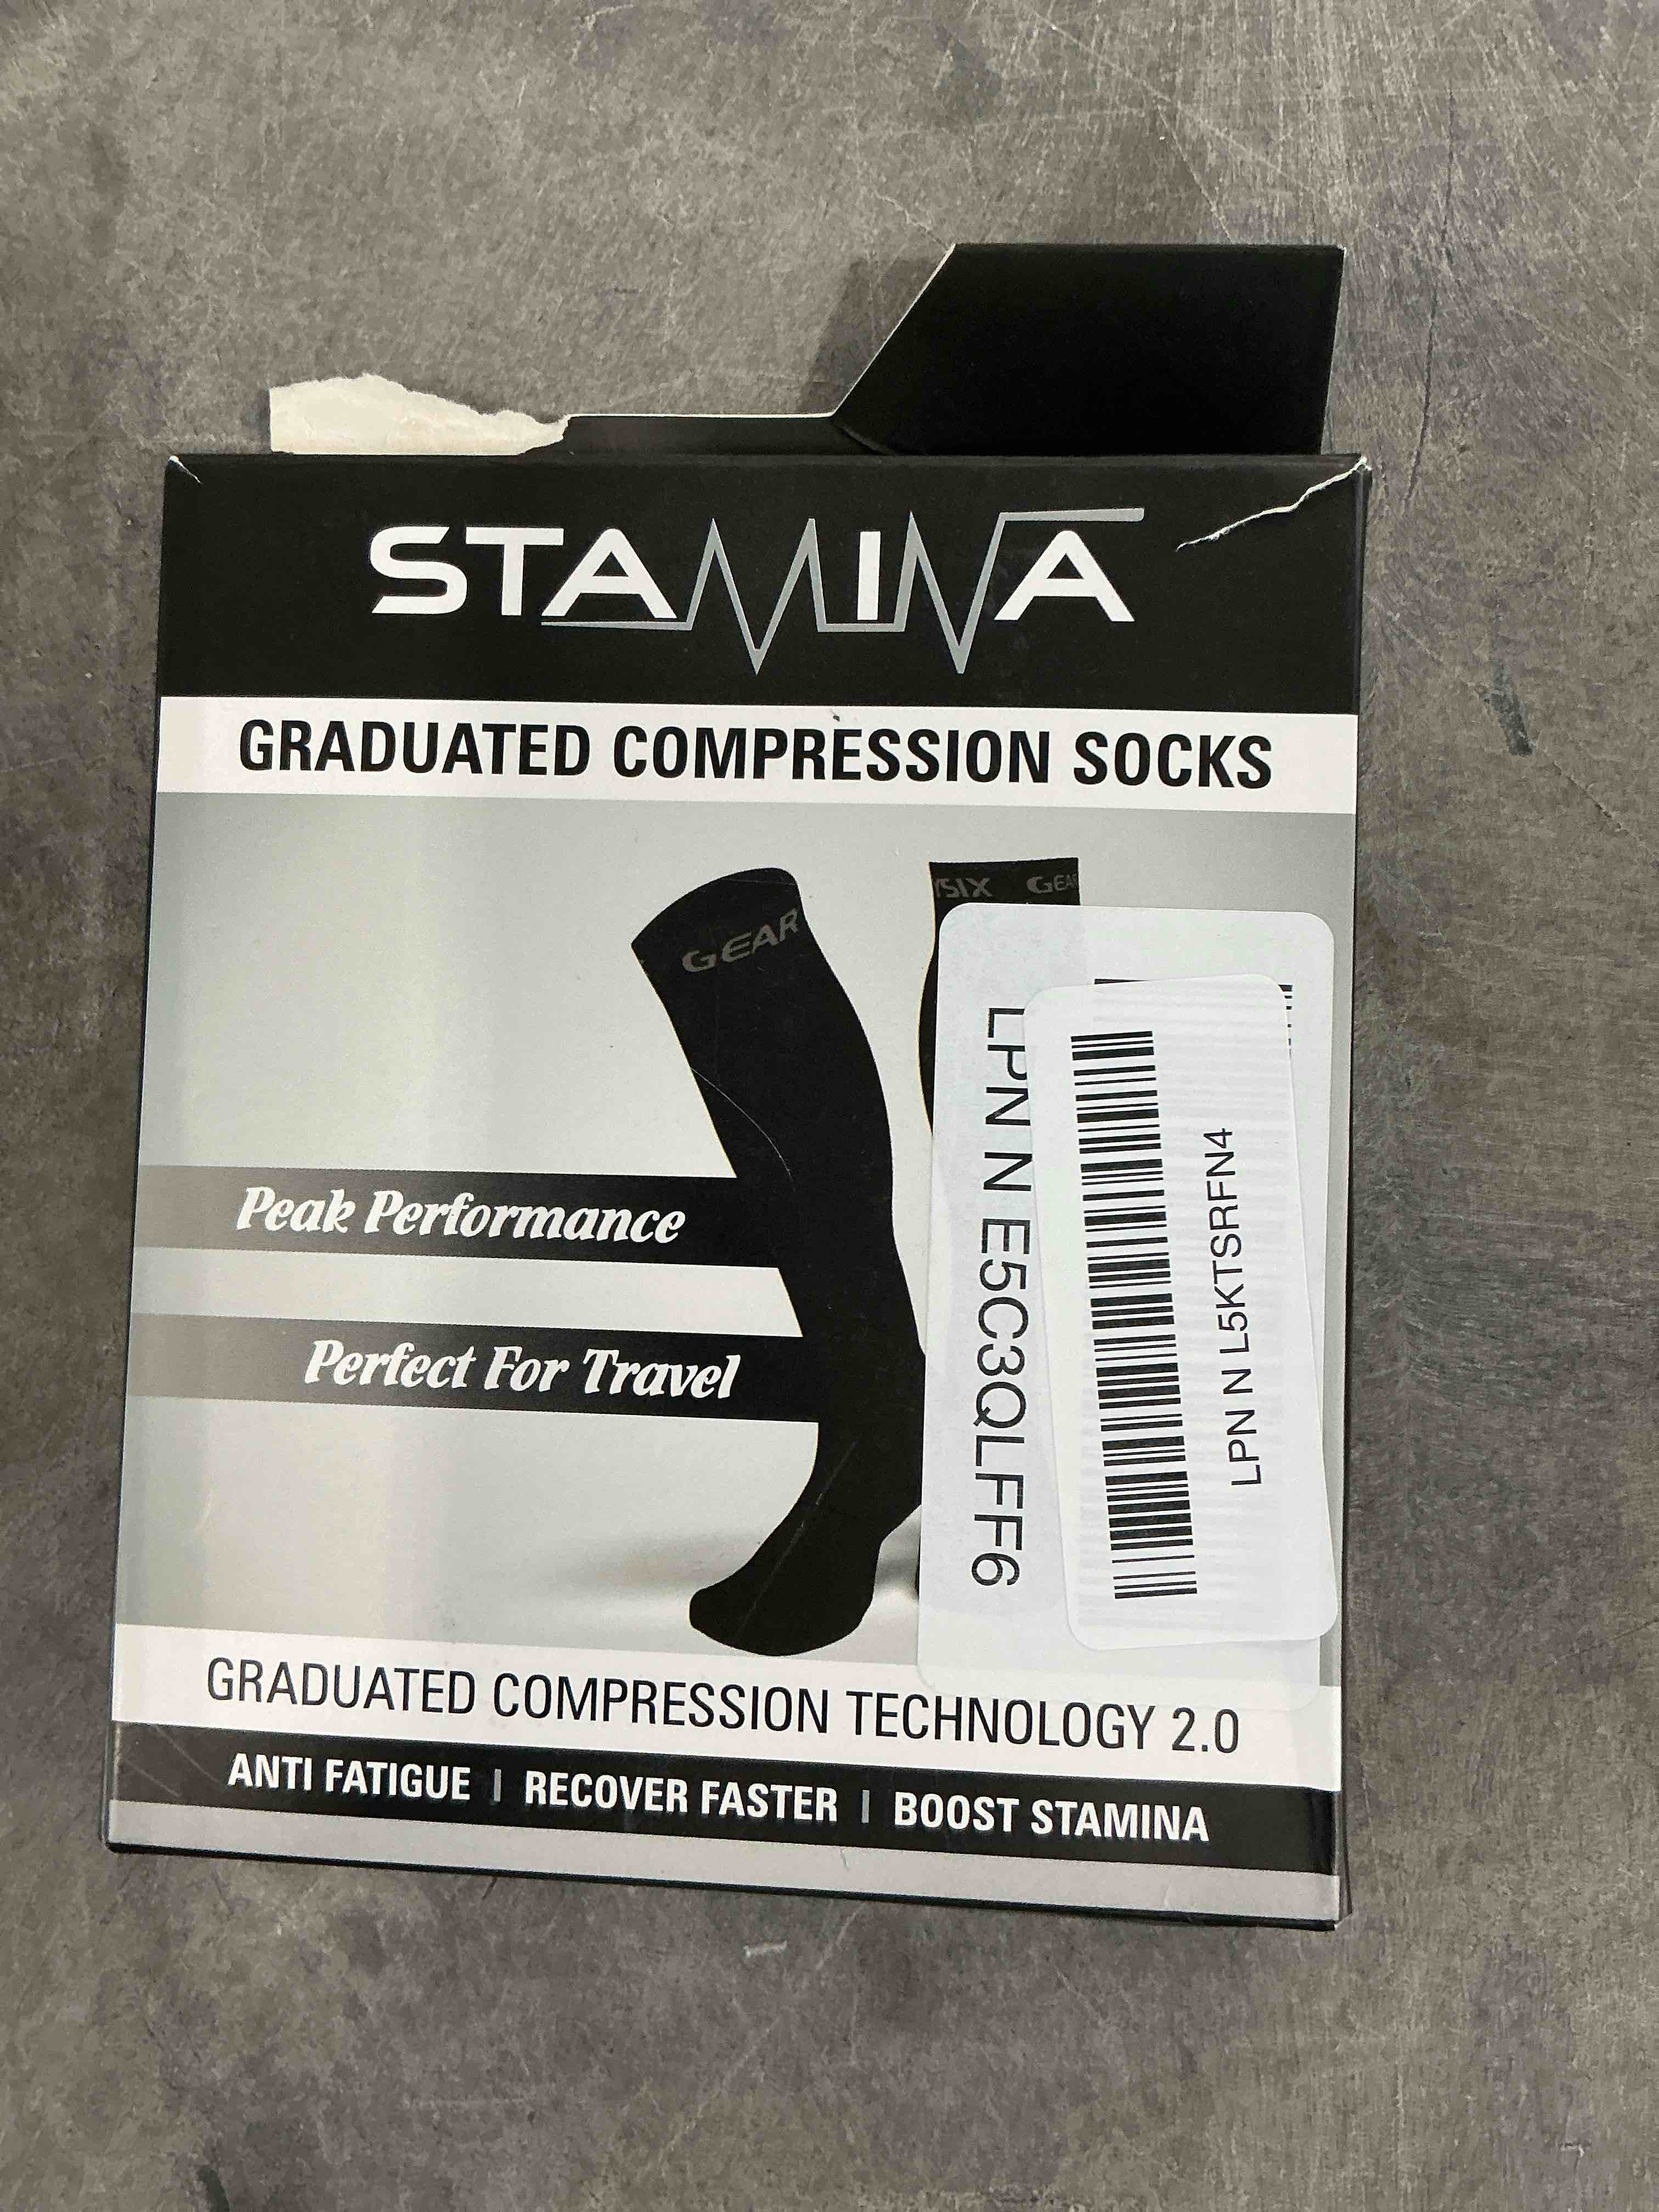 STAMINA
GRADUATED COMPRESSION SOCKS
GEAR
SIX GEAR
Peak Performance
Perfect For Travel
LPN N E5C3QLFF6
LPN N L5KTSRFN4
GRADUATED COMPRESSION TECHNOLOGY 2.0
ANTI FATIGUE | RECOVER FASTER | BOOST STAMINA